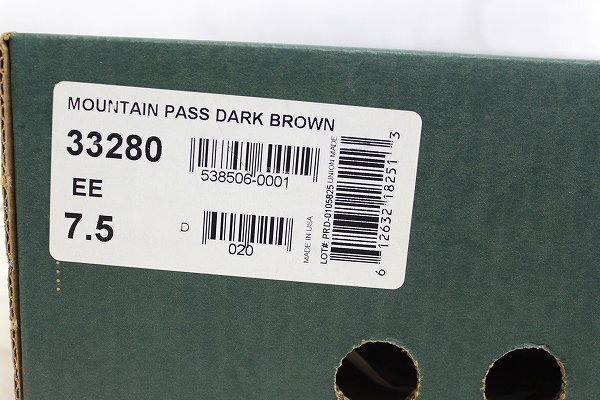 MOUNTAIN PASS DARK BROWN
33280
538506-0001
EE
7.5
D
020
MADE IN USA
LOT# PRD-0105825 UNION MADE
6 12632 18251 3